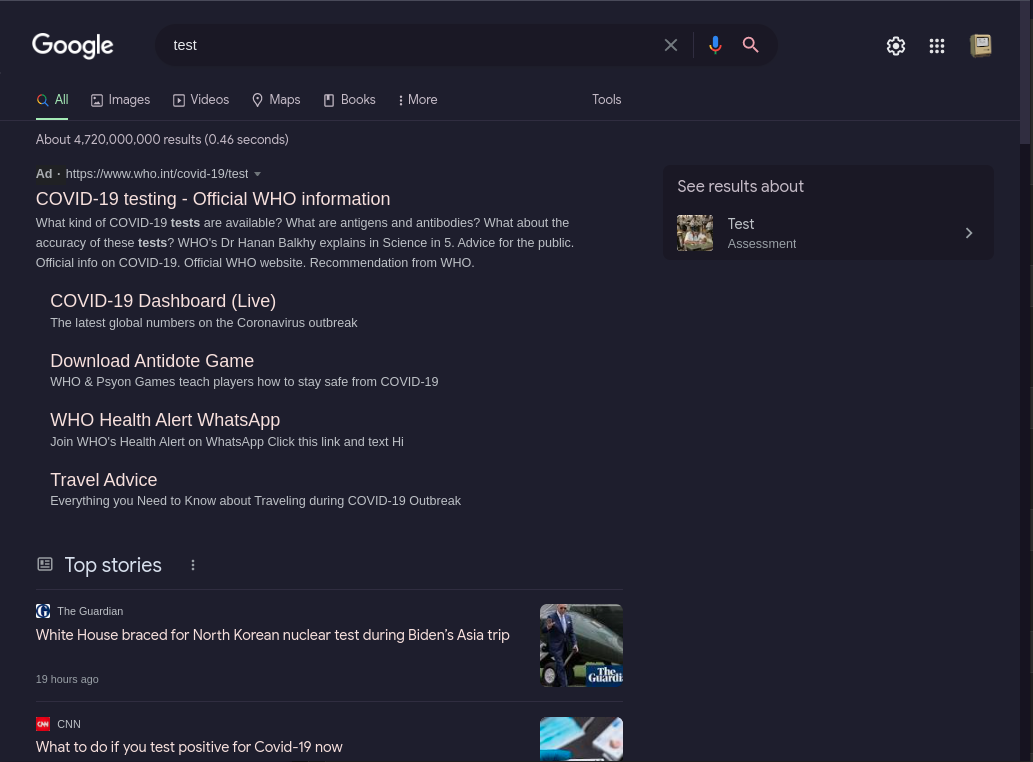 Google
test
All
Images
Videos
Maps
Books
More
Tools
About 4,720,000,000 results (0.46 seconds)
Ad · https://www.who.int/covid-19/test
COVID-19 testing - Official WHO information
What kind of COVID-19 tests are available? What are antigens and antibodies? What about the
accuracy of these tests? WHO's Dr Hanan Balkhy explains in Science in 5. Advice for the public.
Official info on COVID-19. Official WHO website. Recommendation from WHO.
COVID-19 Dashboard (Live)
The latest global numbers on the Coronavirus outbreak
Download Antidote Game
WHO & Psyon Games teach players how to stay safe from COVID-19
WHO Health Alert WhatsApp
Join WHO's Health Alert on WhatsApp Click this link and text Hi
Travel Advice
Everything you Need to Know about Traveling during COVID-19 Outbreak
See results about
Test
Assessment
Top stories
G
The Guardian
White House braced for North Korean nuclear test during Biden's Asia trip
19 hours ago
The
Guardi
CNN
CNN
What to do if you test positive for Covid-19 now